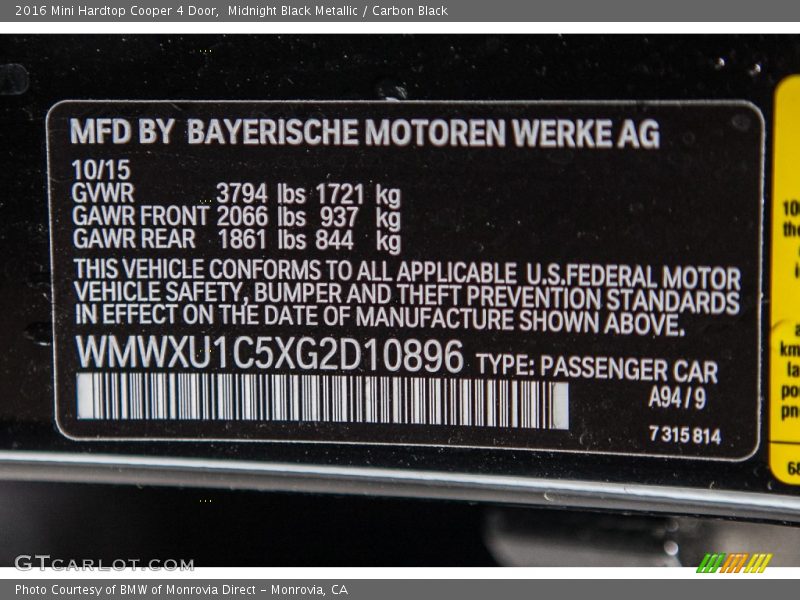 2016 Mini Hardtop Cooper 4 Door,  Midnight Black Metallic / Carbon Black
MFD BY BAYERISCHE MOTOREN WERKE AG
10/15
GVWR 3794 lbs 1721 kg
GAWR FRONT 2066 lbs 937 kg
GAWR REAR 1861 lbs 844 kg
THIS VEHICLE CONFORMS TO ALL APPLICABLE U.S.FEDERAL MOTOR
VEHICLE SAFETY, BUMPER AND THEFT PREVENTION STANDARDS
IN EFFECT ON THE DATE OF MANUFACTURE SHOWN ABOVE.
WMWXU1C5XG2D10896 TYPE: PASSENGER CAR
A94 / 9
7 315 814
GTCARLOT.COM
Photo Courtesy of BMW of Monrovia Direct - Monrovia, CA